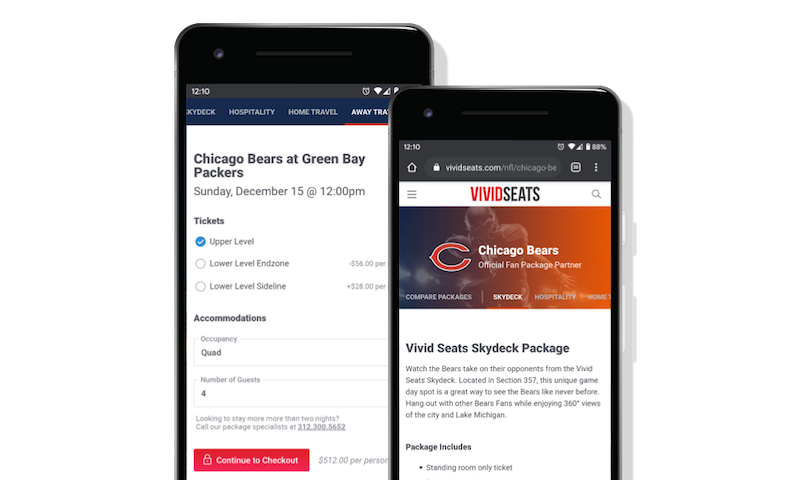 12:10
SKYDECK HOSPITALITY HOME TRAVEL AWAY TRA
Chicago Bears at Green Bay
Packers
Sunday, December 15 @ 12:00pm
Tickets
Upper Level
Lower Level Endzone -$56.00 per
Lower Level Sideline +$28.00 per
Accommodations
Occupancy
Quad
Number of Guests
4
Looking to stay more more than two nights?
Call our package specialists at 312.300.5652
Continue to Checkout $512.00 per person
12:10 88%
vividseats.com/nfl/chicago-be
VIVIDSEATS
Chicago Bears
Official Fan Package Partner
COMPARE PACKAGES SKYDECK HOSPITALITY HOME T
Vivid Seats Skydeck Package
Watch the Bears take on their opponents from the Vivid
Seats Skydeck. Located in Section 357, this unique game
day spot is a great way to see the Bears like never before.
Hang out with other Bears Fans while enjoying 360° views
of the city and Lake Michigan.
Package Includes
• Standing room only ticket